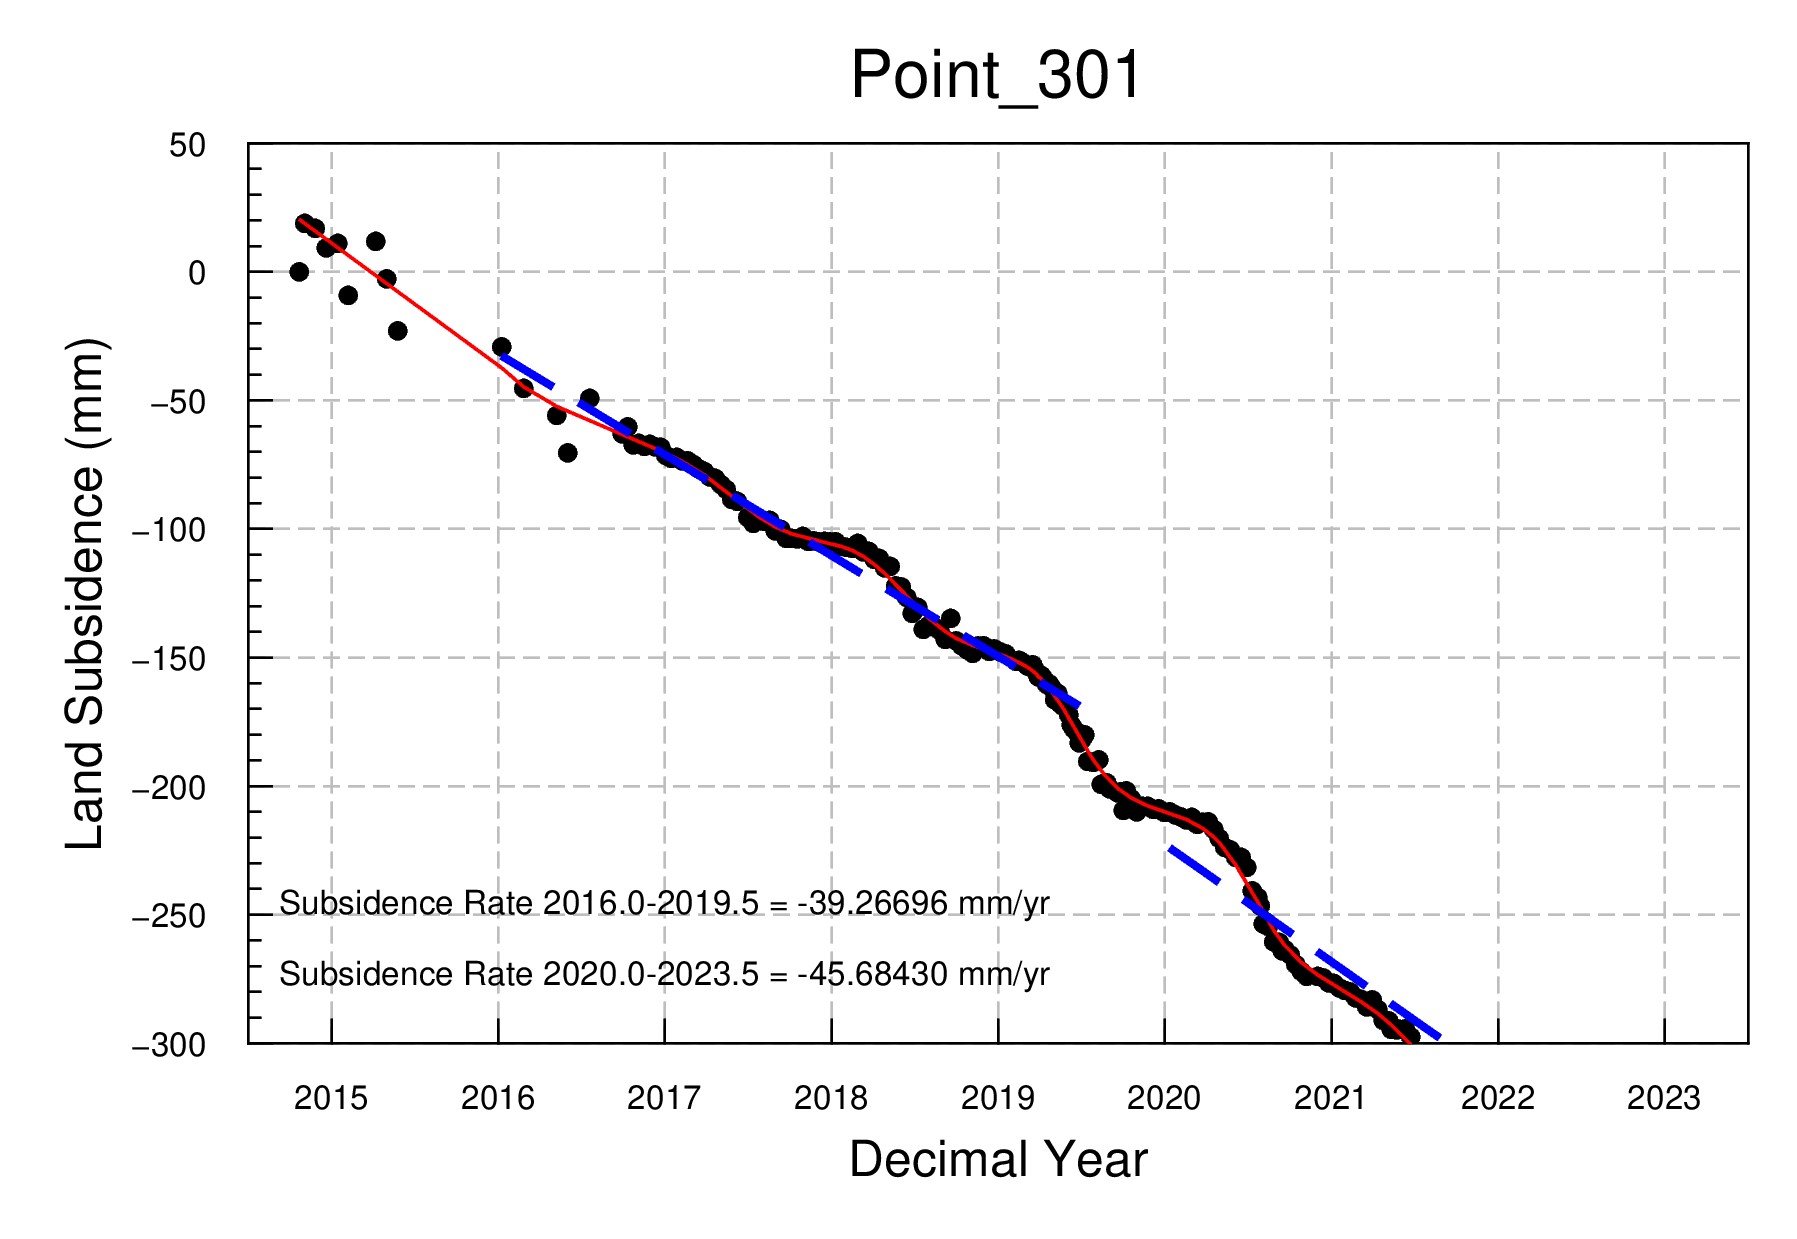 Point_301
50
0
−50
−100
−150
−200
−250
−300
Land Subsidence (mm)
Subsidence Rate 2016.0-2019.5 = -39.26696 mm/yr
Subsidence Rate 2020.0-2023.5 = -45.68430 mm/yr
2015 2016 2017 2018 2019 2020 2021 2022 2023
Decimal Year